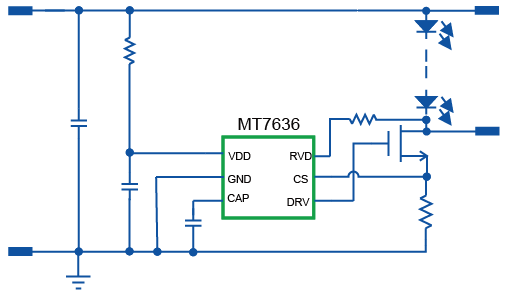 MT7636
VDD RVD
GND CS
CAP DRV